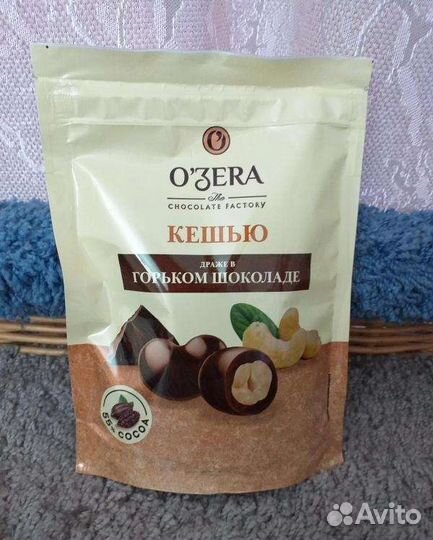 O'ZERA
The
CHOCOLATE FACTORY
КЕШЬЮ
ДРАЖЕ В
ГОРЬКОМ ШОКОЛАДЕ
55% COCOA
Avito